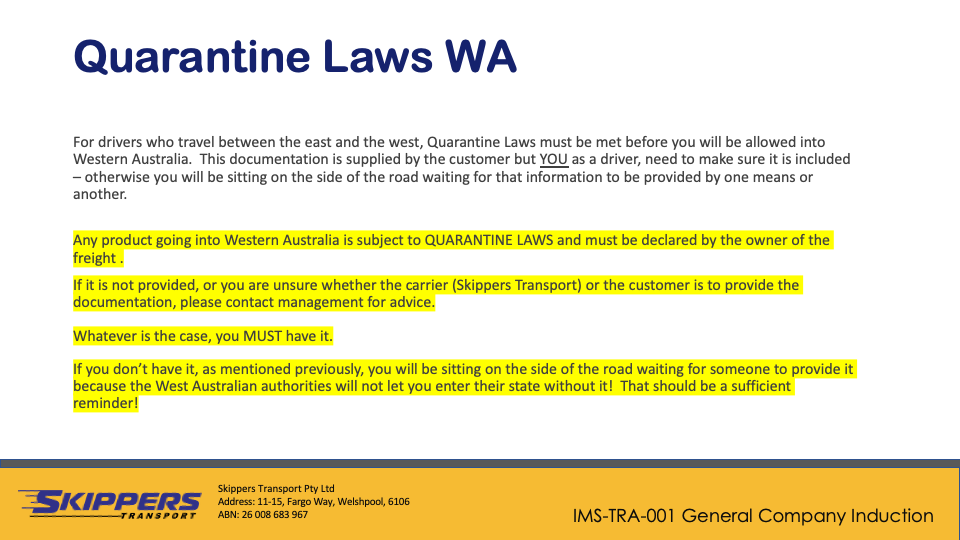 Quarantine Laws WA
For drivers who travel between the east and the west, Quarantine Laws must be met before you will be allowed into
Western Australia.  This documentation is supplied by the customer but YOU as a driver, need to make sure it is included
– otherwise you will be sitting on the side of the road waiting for that information to be provided by one means or
another.
Any product going into Western Australia is subject to QUARANTINE LAWS and must be declared by the owner of the
freight .
If it is not provided, or you are unsure whether the carrier (Skippers Transport) or the customer is to provide the
documentation, please contact management for advice.
Whatever is the case, you MUST have it.
If you don’t have it, as mentioned previously, you will be sitting on the side of the road waiting for someone to provide it
because the West Australian authorities will not let you enter their state without it!  That should be a sufficient
reminder!
SKIPPERS
TRANSPORT
Skippers Transport Pty Ltd
Address: 11-15, Fargo Way, Welshpool, 6106
ABN: 26 008 683 967
IMS-TRA-001 General Company Induction